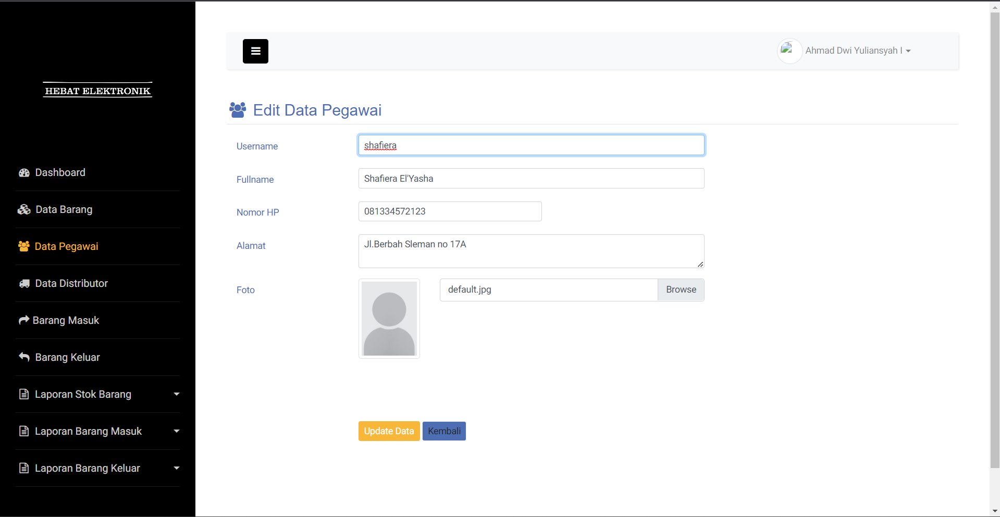 HEBAT ELEKTRONIK
Dashboard
Data Barang
Data Pegawai
Data Distributor
Barang Masuk
Barang Keluar
Laporan Stok Barang
Laporan Barang Masuk
Laporan Barang Keluar
Ahmad Dwi Yuliansyah I
Edit Data Pegawai
Username shafiera
Fullname Shafiera El'Yasha
Nomor HP 081334572123
Alamat Jl.Berbah Sleman no 17A
Foto default.jpg Browse
Update Data Kembali